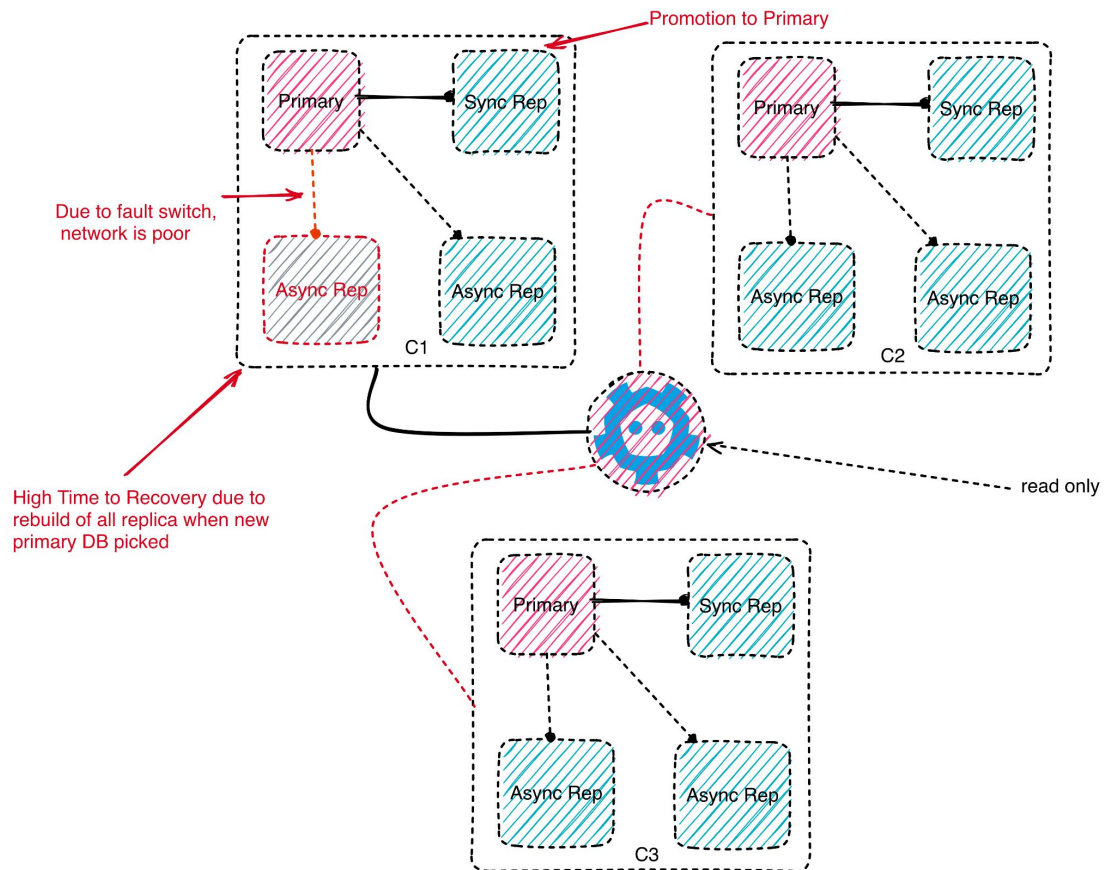 Promotion to Primary
Primary
Sync Rep
Due to fault switch,
network is poor
Async Rep
Async Rep
C1
Primary
Sync Rep
Async Rep
Async Rep
C2
read only
High Time to Recovery due to
rebuild of all replica when new
primary DB picked
Primary
Sync Rep
Async Rep
Async Rep
C3